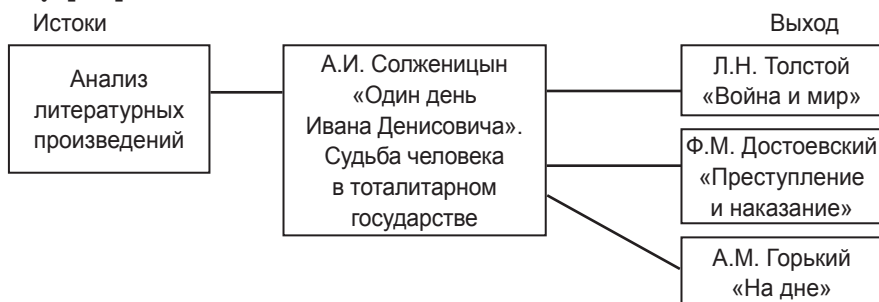 Истоки
Выход
Анализ
литературных
произведений
А.И. Солженицын
«Один день
Ивана Денисовича».
Судьба человека
в тоталитарном
государстве
Л.Н. Толстой
«Война и мир»
Ф.М. Достоевский
«Преступление
и наказание»
А.М. Горький
«На дне»